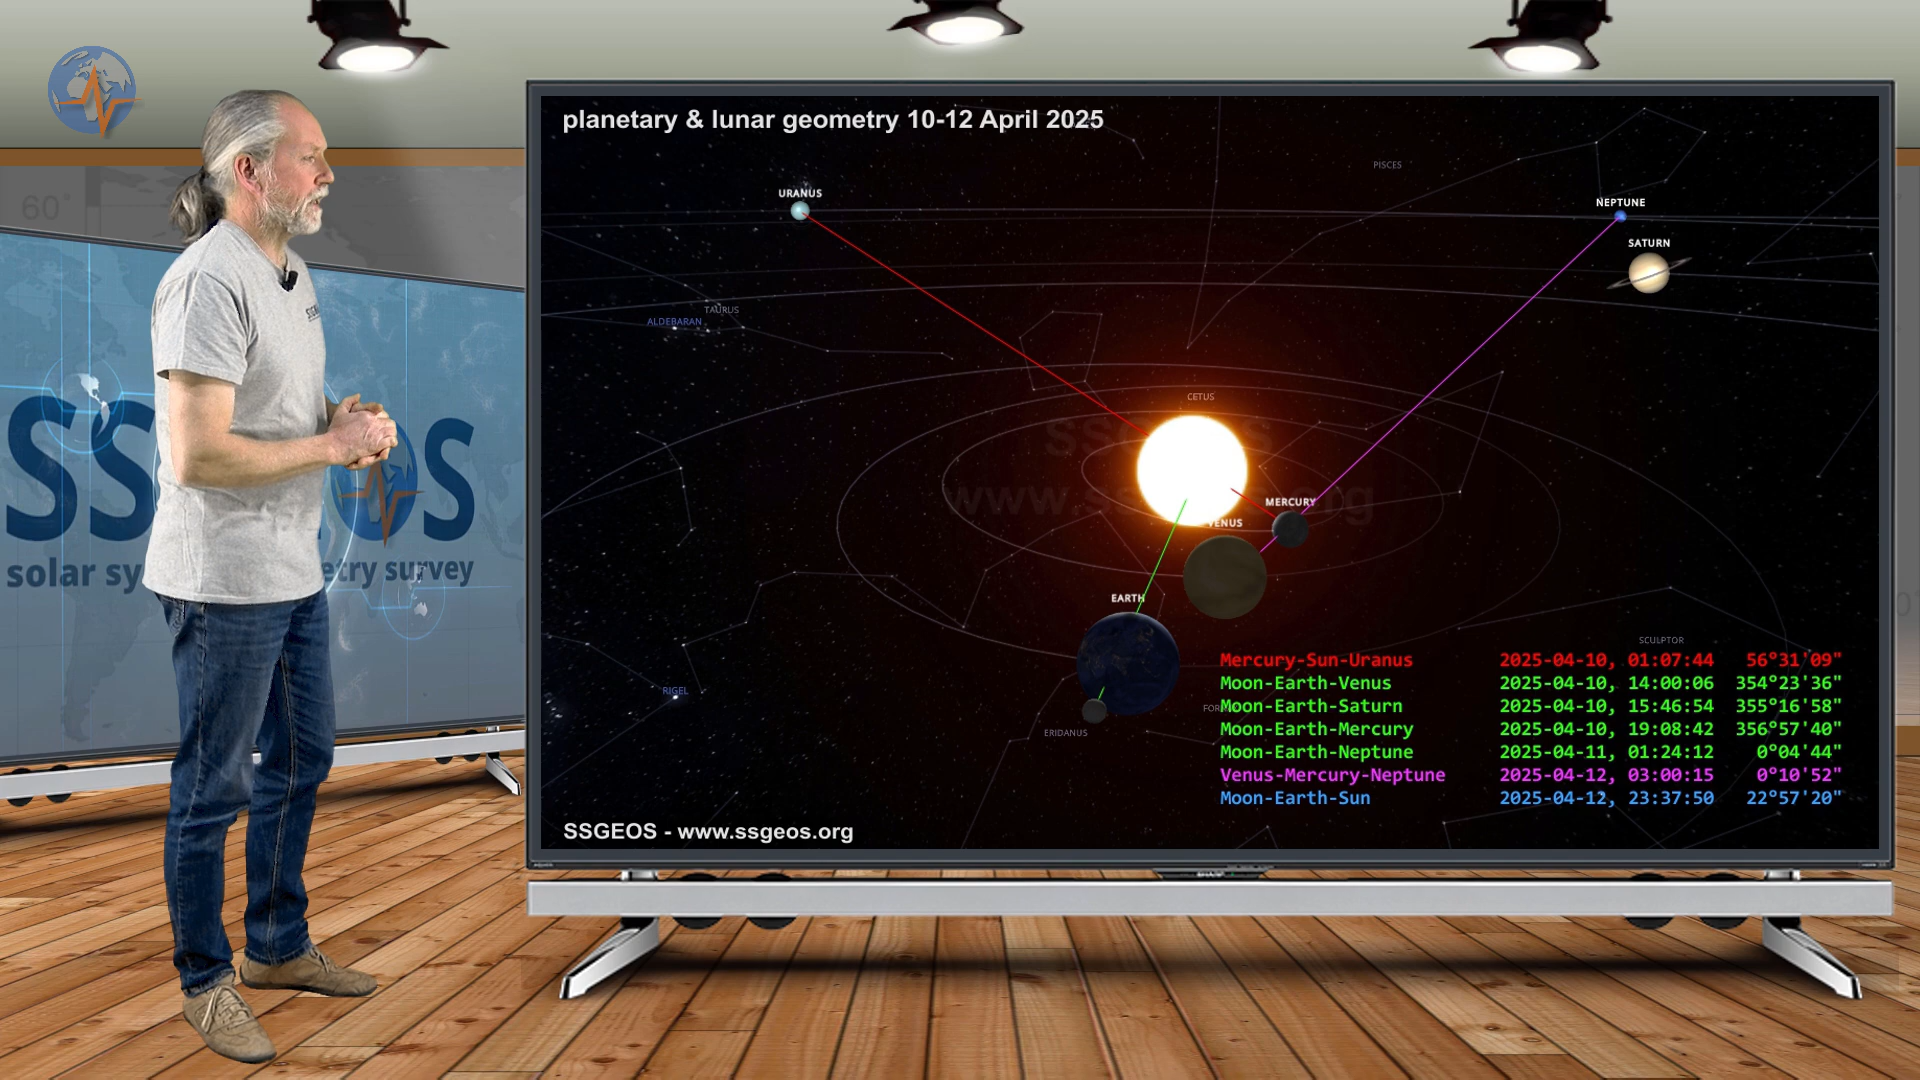 planetary & lunar geometry 10-12 April 2025
PISCES
URANUS
NEPTUNE
60°
SATURN
TAURUS
ALDEBARAN
CETUS
MERCURY
VENUS
solar sy
etry survey
EARTH
SCULPTOR
Mercury-Sun-Uranus 2025-04-10, 01:07:44 56°31'09"
Moon-Earth-Venus 2025-04-10, 14:00:06 354°23'36"
RIGEL
Moon-Earth-Saturn 2025-04-10, 15:46:54 355°16'58"
Moon-Earth-Mercury 2025-04-10, 19:08:42 356°57'40"
ERIDANUS
Moon-Earth-Neptune 2025-04-11, 01:24:12 0°04'44"
Venus-Mercury-Neptune 2025-04-12, 03:00:15 0°10'52"
Moon-Earth-Sun 2025-04-12, 23:37:50 22°57'20"
SSGEOS - www.ssgeos.org